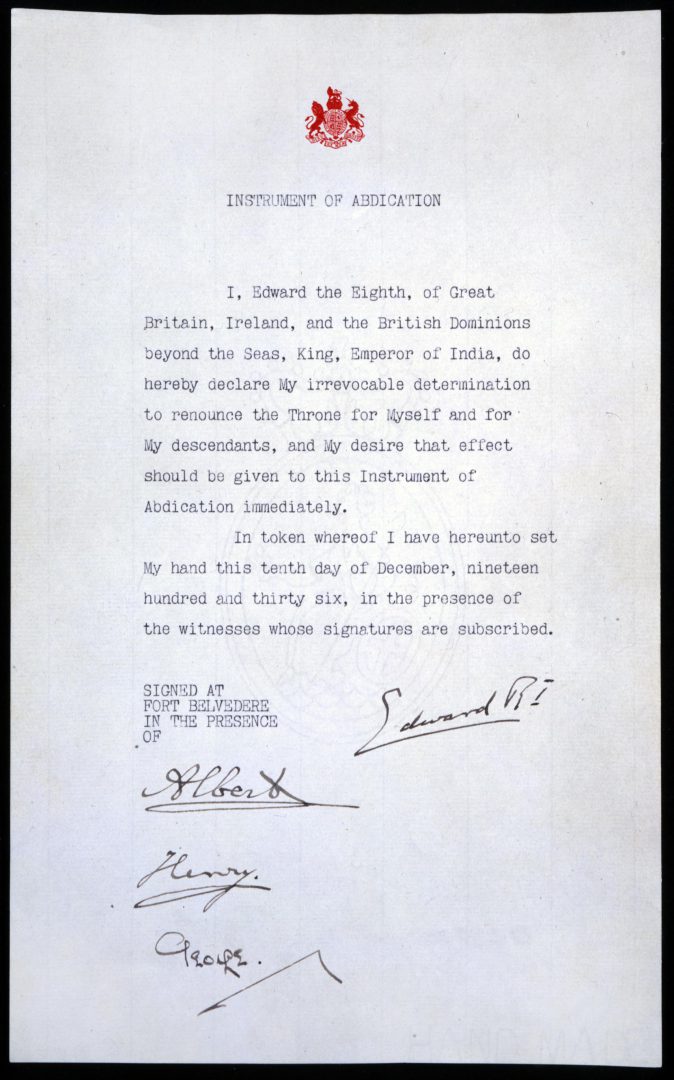 INSTRUMENT OF ABDICATION
I, Edward the Eighth, of Great
Britain, Ireland, and the British Dominions
beyond the Seas, King, Emperor of India, do
hereby declare My irrevocable determination
to renounce the Throne for Myself and for
My descendants, and My desire that effect
should be given to this Instrument of
Abdication immediately.
In token whereof I have hereunto set
My hand this tenth day of December, nineteen
hundred and thirty six, in the presence of
the witnesses whose signatures are subscribed.
SIGNED AT
FORT BELVEDERE
IN THE PRESENCE
OF
Edward RI
Albert
Henry.
George.